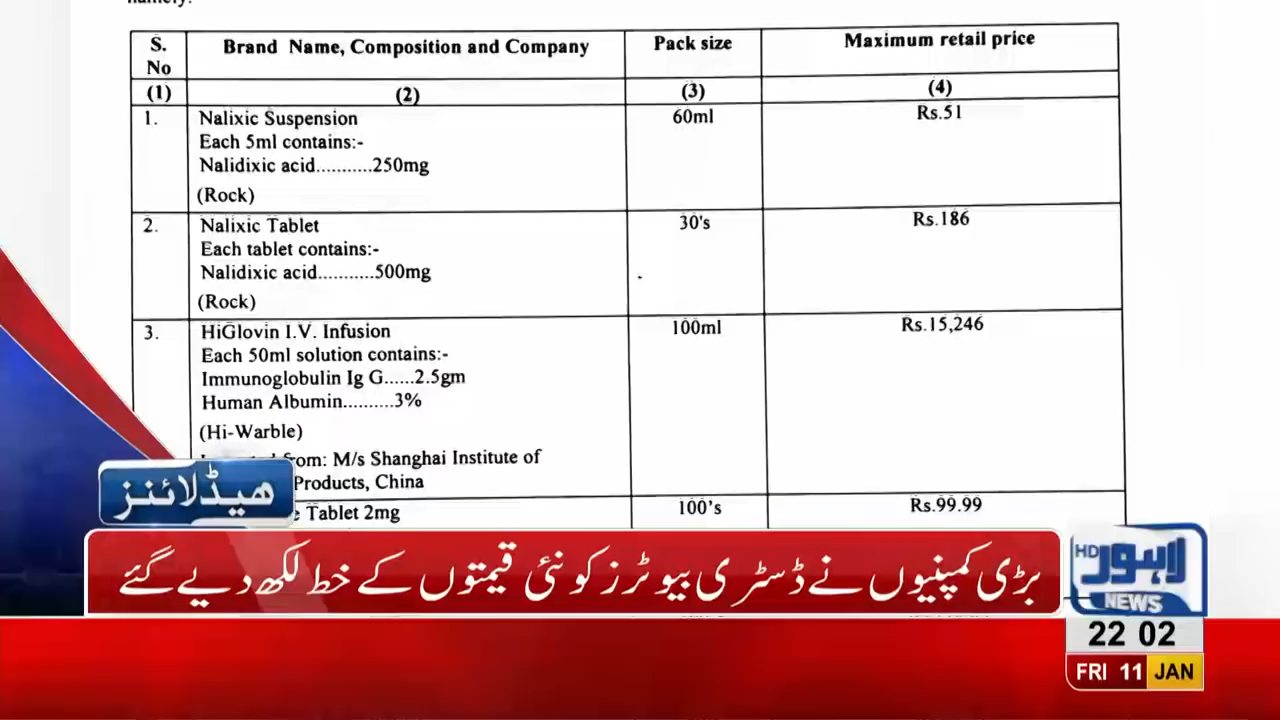 namely:
S. No
Brand Name, Composition and Company
Pack size
Maximum retail price
(1)
(2)
(3)
(4)
1.
Nalixic Suspension
Each 5ml contains:-
Nalidixic acid...........250mg
(Rock)
60ml
Rs.51
2.
Nalixic Tablet
Each tablet contains:-
Nalidixic acid...........500mg
(Rock)
30's
Rs.186
3.
HiGlovin I.V. Infusion
Each 50ml solution contains:-
Immunoglobulin Ig G......2.5gm
Human Albumin..........3%
(Hi-Warble)
from: M/s Shanghai Institute of
Products, China
100ml
Rs.15,246
Tablet 2mg
100's
Rs.99.99
ھیڈلائنز
بڑی کمپنیوں نے ڈسٹری بیوٹرز کو نئی قیمتوں کے خط لکھ دیے گئے
HD
لاہور
NEWS
22 02
FRI 11 JAN